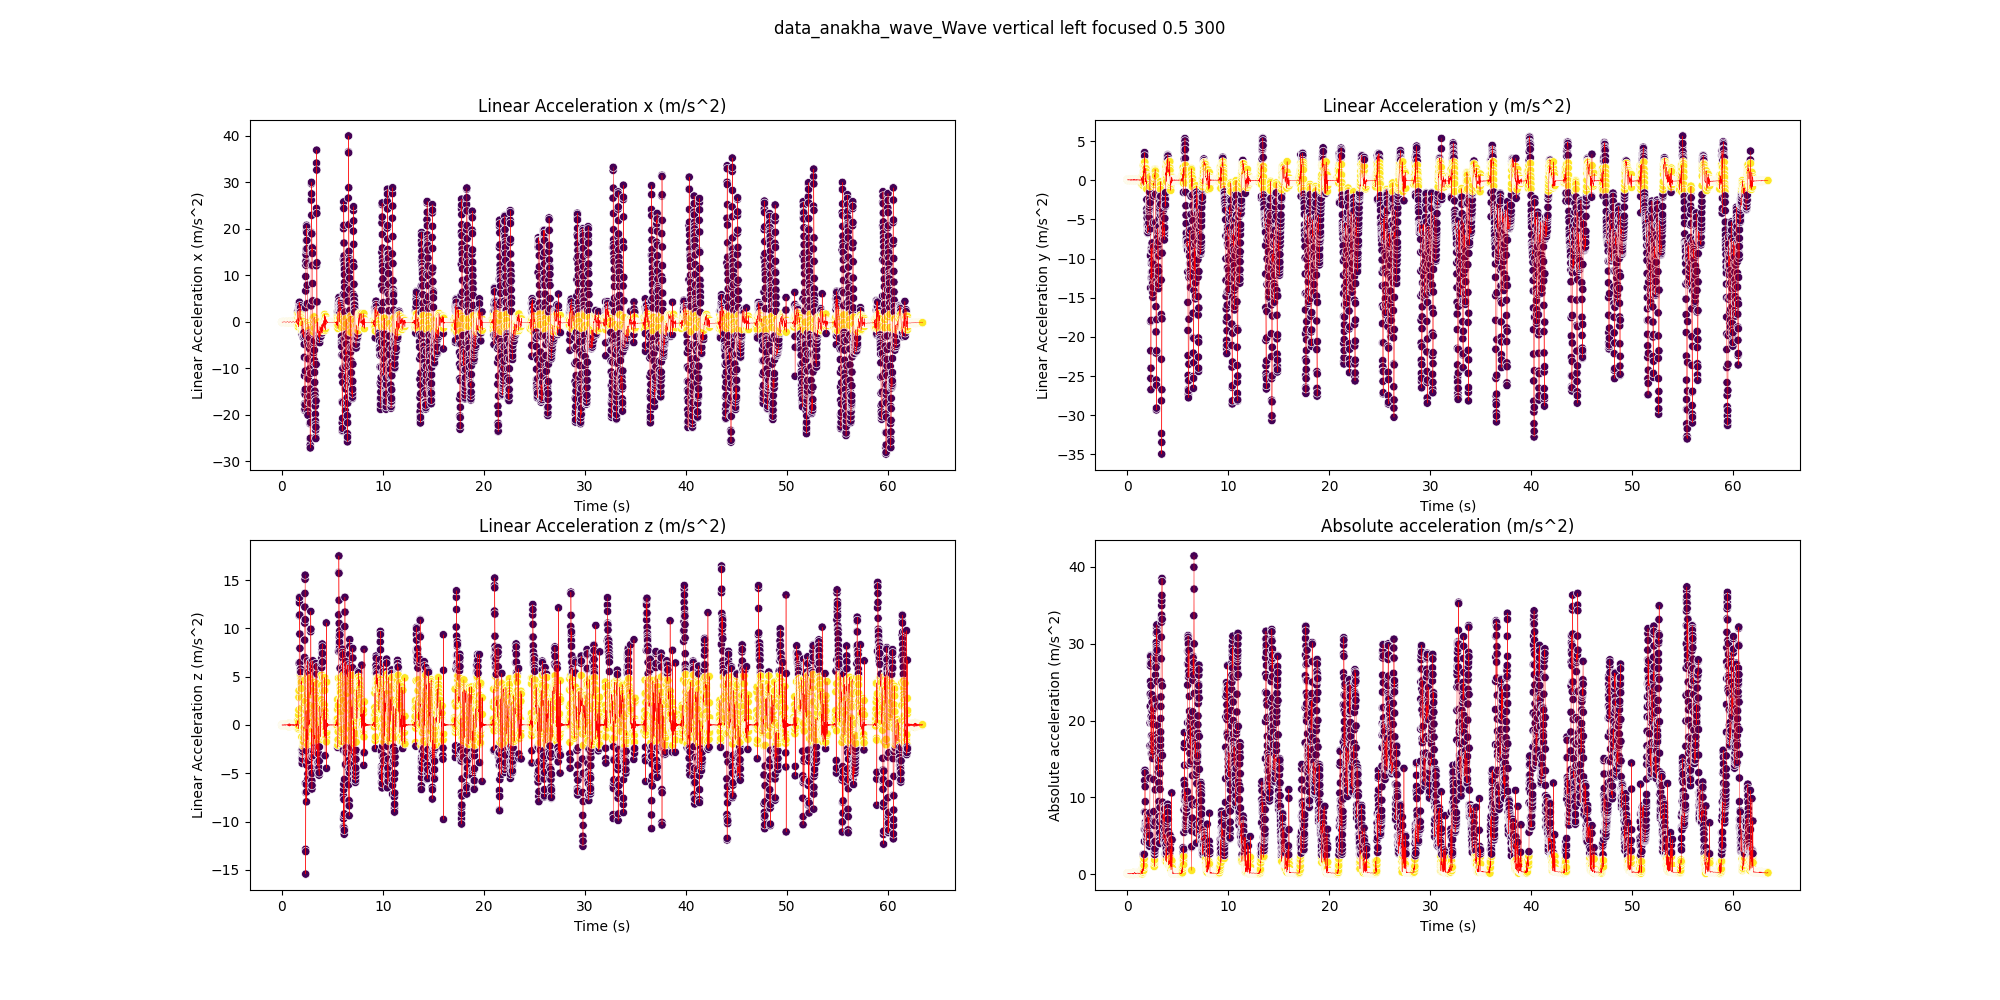 data_anakha_wave_Wave vertical left focused 0.5 300
Linear Acceleration x (m/s^2)
Linear Acceleration x (m/s^2)
40
30
20
10
0
−10
−20
−30
0 10 20 30 40 50 60
Time (s)
Linear Acceleration y (m/s^2)
Linear Acceleration y (m/s^2)
5
0
−5
−10
−15
−20
−25
−30
−35
0 10 20 30 40 50 60
Time (s)
Linear Acceleration z (m/s^2)
Linear Acceleration z (m/s^2)
15
10
5
0
−5
−10
−15
0 10 20 30 40 50 60
Time (s)
Absolute acceleration (m/s^2)
Absolute acceleration (m/s^2)
40
30
20
10
0
0 10 20 30 40 50 60
Time (s)